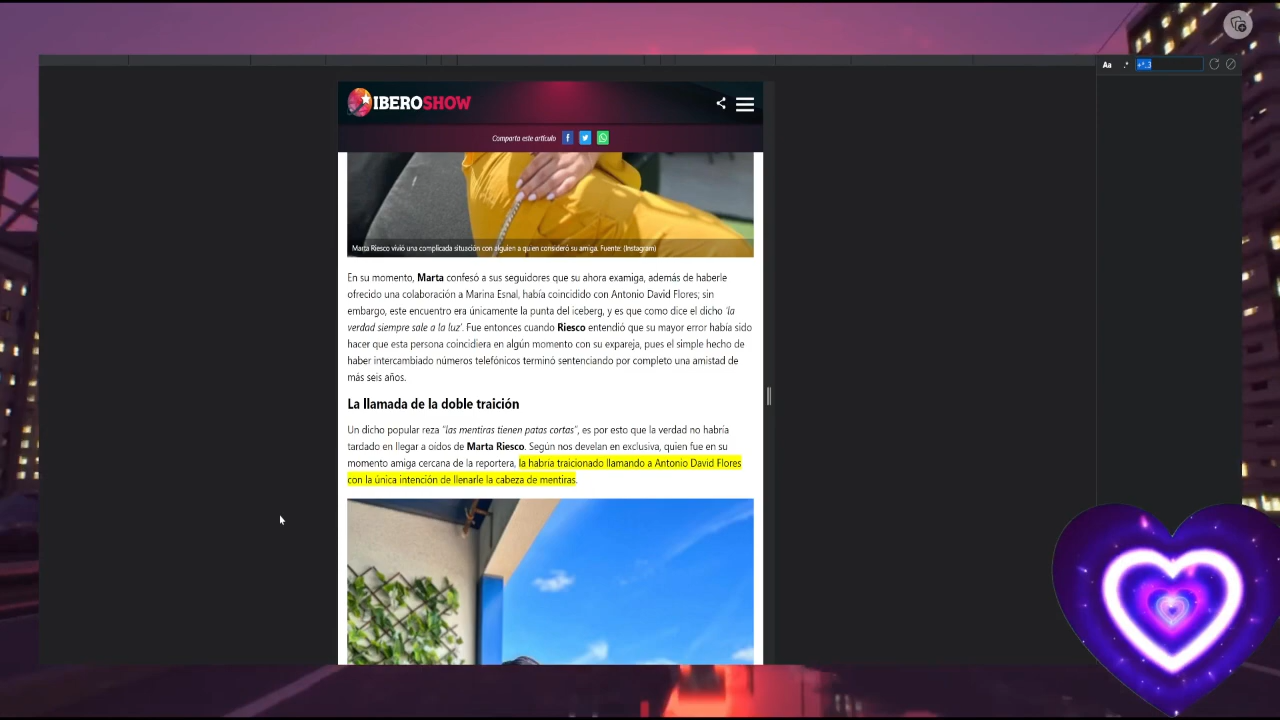 Aa .*
IBEROSHOW
Comparta este artículo
Marta Riesco vivió una complicada situación con alguien a quien consideró su amiga. Fuente: (Instagram)
En su momento, Marta confesó a sus seguidores que su ahora examiga, además de haberle
ofrecido una colaboración a Marina Esnal, había coincidido con Antonio David Flores; sin
embargo, este encuentro era únicamente la punta del iceberg, y es que como dice el dicho 'la
verdad siempre sale a la luz'. Fue entonces cuando Riesco entendió que su mayor error había sido
hacer que esta persona coincidiera en algún momento con su expareja, pues el simple hecho de
haber intercambiado números telefónicos terminó sentenciando por completo una amistad de
más seis años.
La llamada de la doble traición
Un dicho popular reza "las mentiras tienen patas cortas", es por esto que la verdad no habría
tardado en llegar a oídos de Marta Riesco. Según nos develan en exclusiva, quien fue en su
momento amiga cercana de la reportera, la habría traicionado llamando a Antonio David Flores
con la única intención de llenarle la cabeza de mentiras.